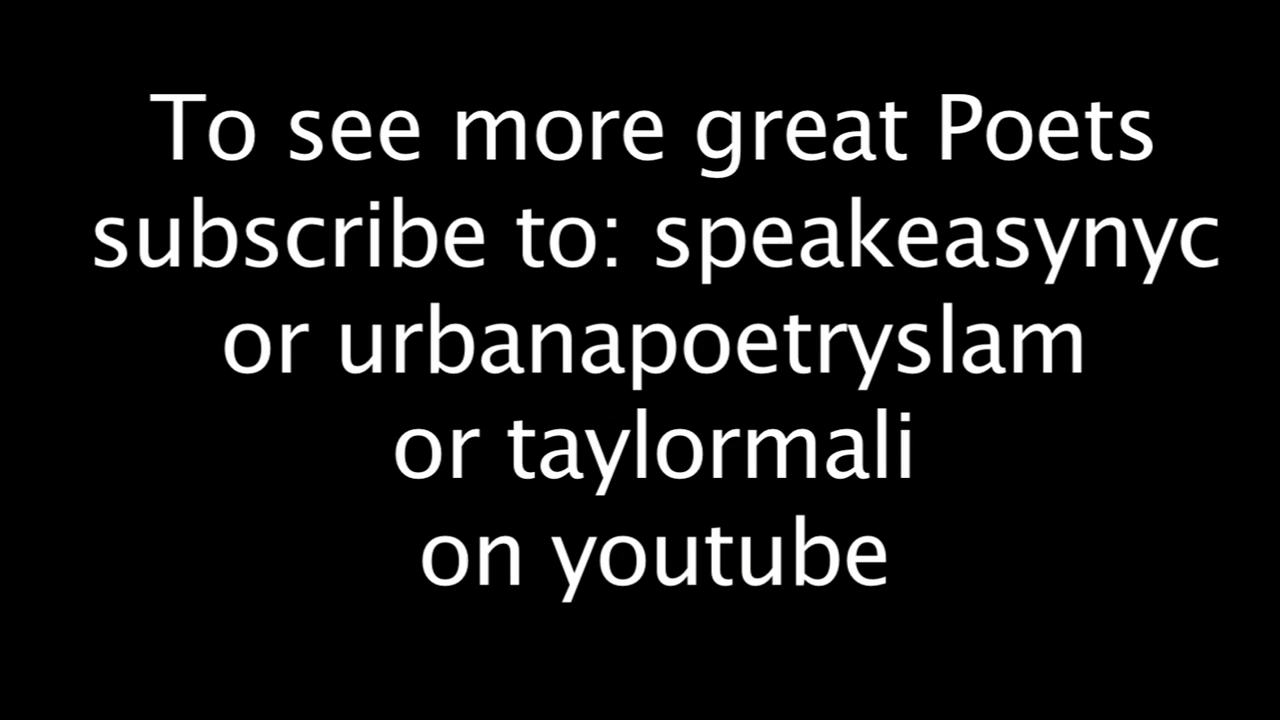 To see more great Poets
subscribe to: speakeasynyc
or urbanapoetryslam
or taylormali
on youtube